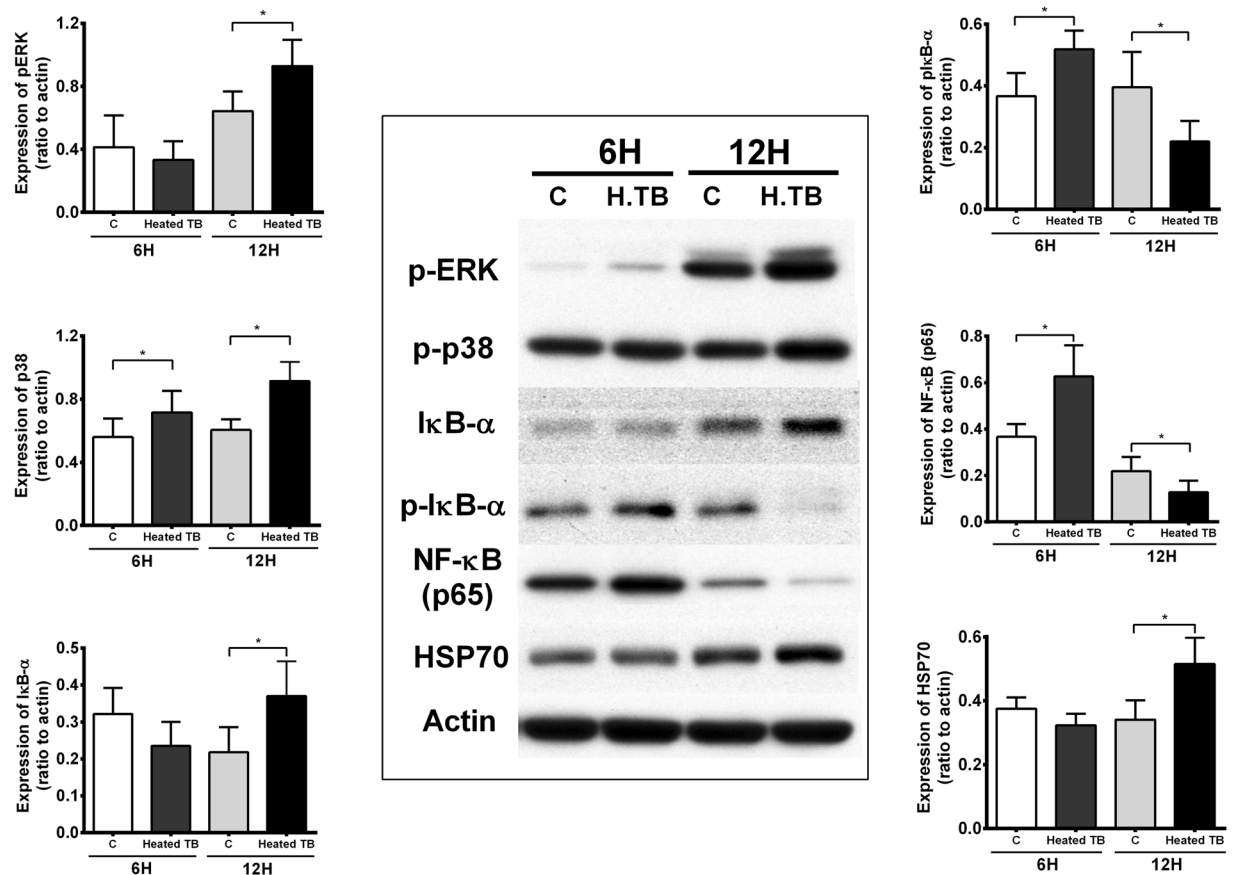 Expression of pERK
(ratio to actin)
1.2
0.8
0.4
0.0
*
C
Heated TB
C
Heated TB
6H
12H
Expression of p38
(ratio to actin)
1.2
0.8
0.4
0.0
*
*
C
Heated TB
C
Heated TB
6H
12H
Expression of IκB-α
(ratio to actin)
0.5
0.4
0.3
0.2
0.1
0.0
*
C
Heated TB
C
Heated TB
6H
12H
6H
12H
C
H.TB
C
H.TB
p-ERK
p-p38
IκB-α
p-IκB-α
NF-κB
(p65)
HSP70
Actin
Expression of pIκB-α
(ratio to actin)
0.6
0.4
0.2
0.0
*
*
C
Heated TB
C
Heated TB
6H
12H
Expression of NF-κB (p65)
(ratio to actin)
0.8
0.6
0.4
0.2
0.0
*
*
C
Heated TB
C
Heated TB
6H
12H
Expression of HSP70
(ratio to actin)
0.6
0.4
0.2
0.0
*
C
Heated TB
C
Heated TB
6H
12H